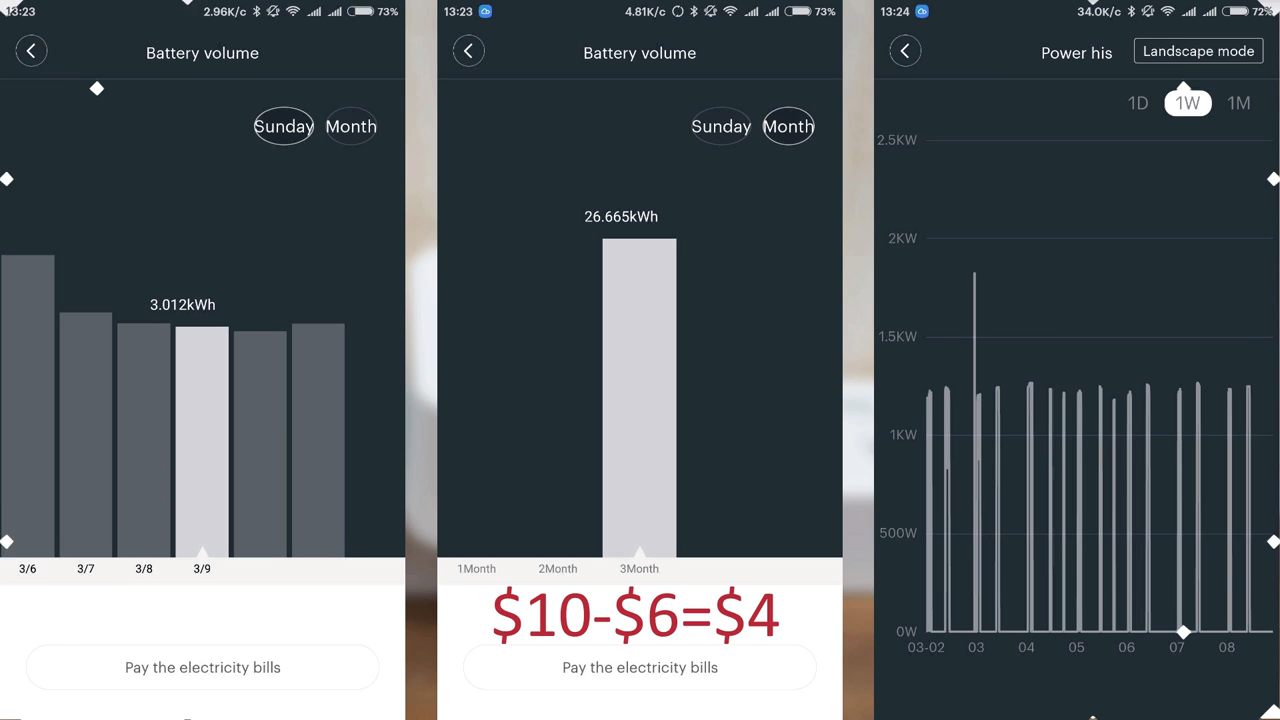 13:23 2.96K/c 73%
Battery volume
Sunday Month
3.012kWh
3/6 3/7 3/8 3/9
Pay the electricity bills
13:23 4.81K/c 73%
Battery volume
Sunday Month
26.665kWh
1Month 2Month 3Month
$10-$6=$4
Pay the electricity bills
13:24 34.0K/c 72%
Power his Landscape mode
1D 1W 1M
2.5KW
2KW
1.5KW
1KW
500W
0W
03-02 03 04 05 06 07 08